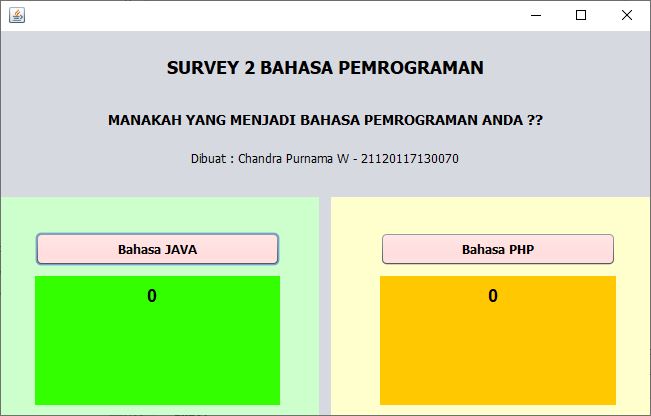 SURVEY 2 BAHASA PEMROGRAMAN
MANAKAH YANG MENJADI BAHASA PEMROGRAMAN ANDA ??
Dibuat : Chandra Purnama W - 21120117130070
Bahasa JAVA
Bahasa PHP
0
0